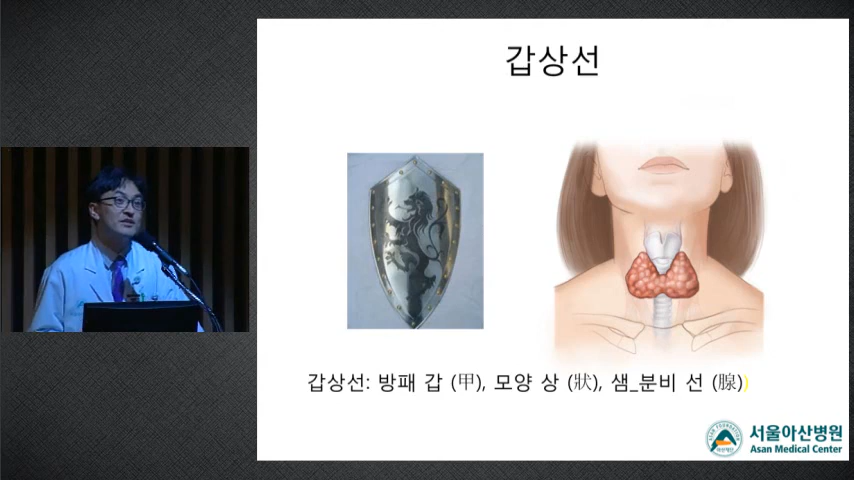 갑상선
갑상선: 방패 갑 (甲), 모양 상 (狀), 샘_분비 선 (腺))
서울아산병원
Asan Medical Center